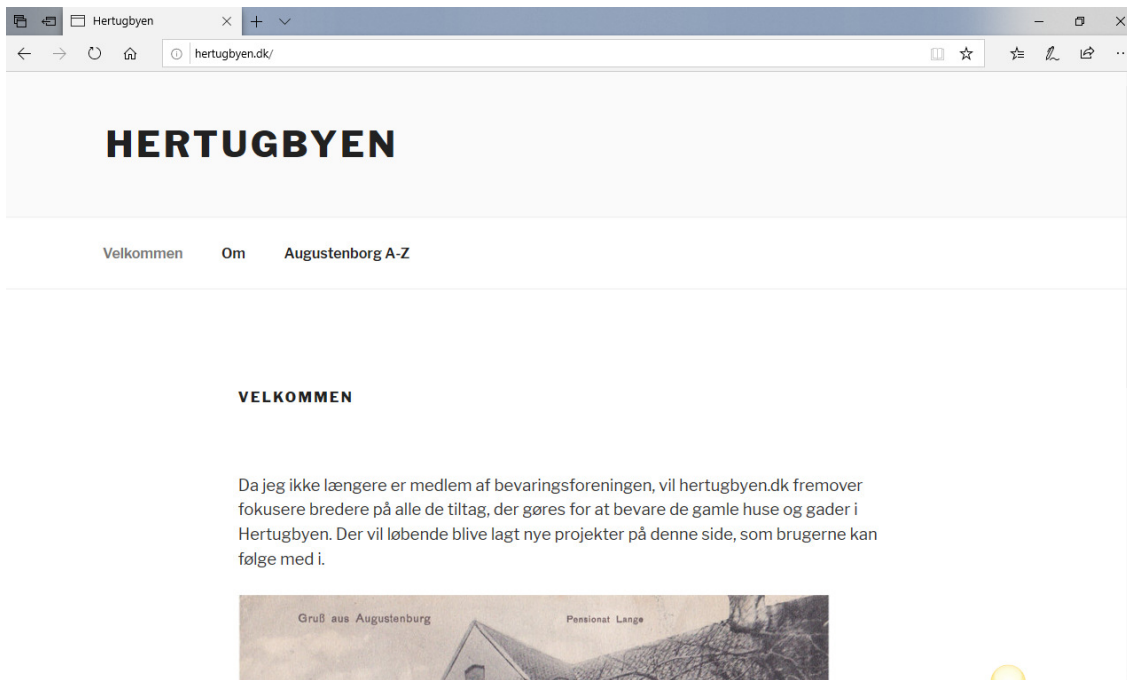 Hertugbyen
hertugbyen.dk/
HERTUGBYEN
Velkommen Om Augustenborg A-Z
VELKOMMEN
Da jeg ikke længere er medlem af bevaringsforeningen, vil hertugbyen.dk fremover
fokusere bredere på alle de tiltag, der gøres for at bevare de gamle huse og gader i
Hertugbyen. Der vil løbende blive lagt nye projekter på denne side, som brugerne kan
følge med i.
Gruß aus Augustenburg Pensionat Lange